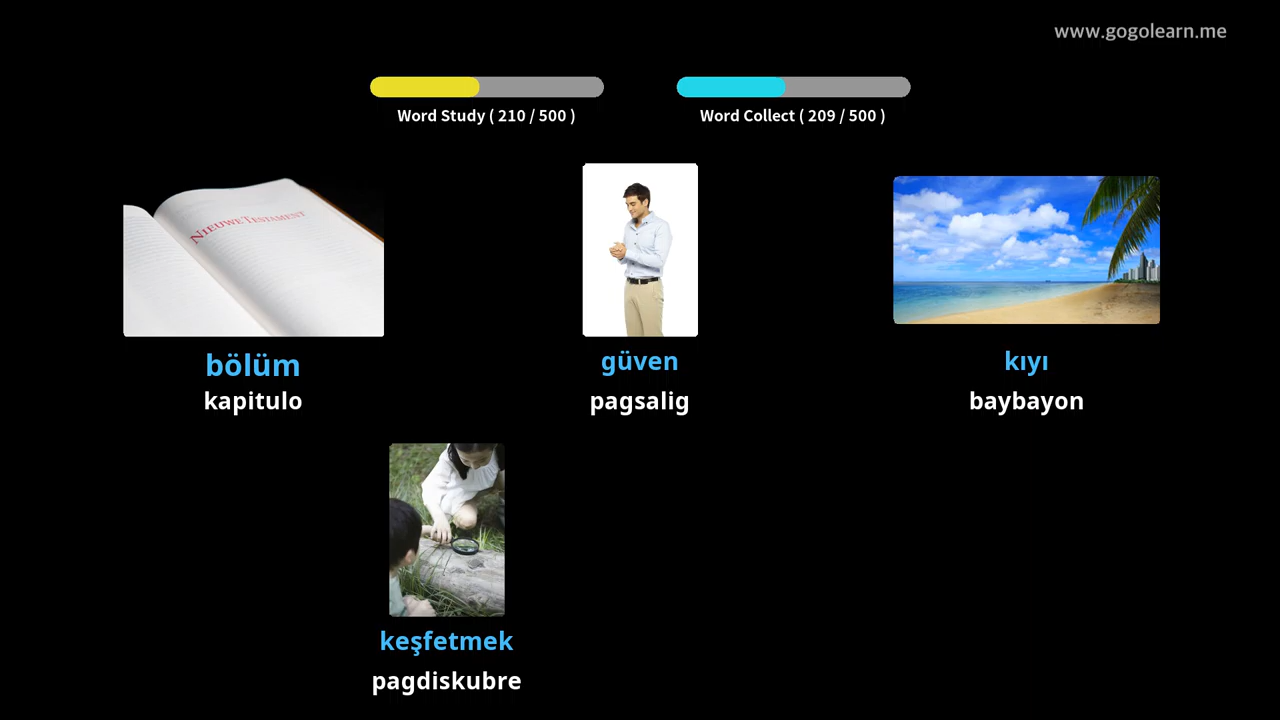 www.gogolearn.me
Word Study ( 210 / 500 )
Word Collect ( 209 / 500 )
NIEUWE TESTAMENT
bölüm
kapitulo
güven
pagsalig
kıyı
baybayon
keşfetmek
pagdiskubre